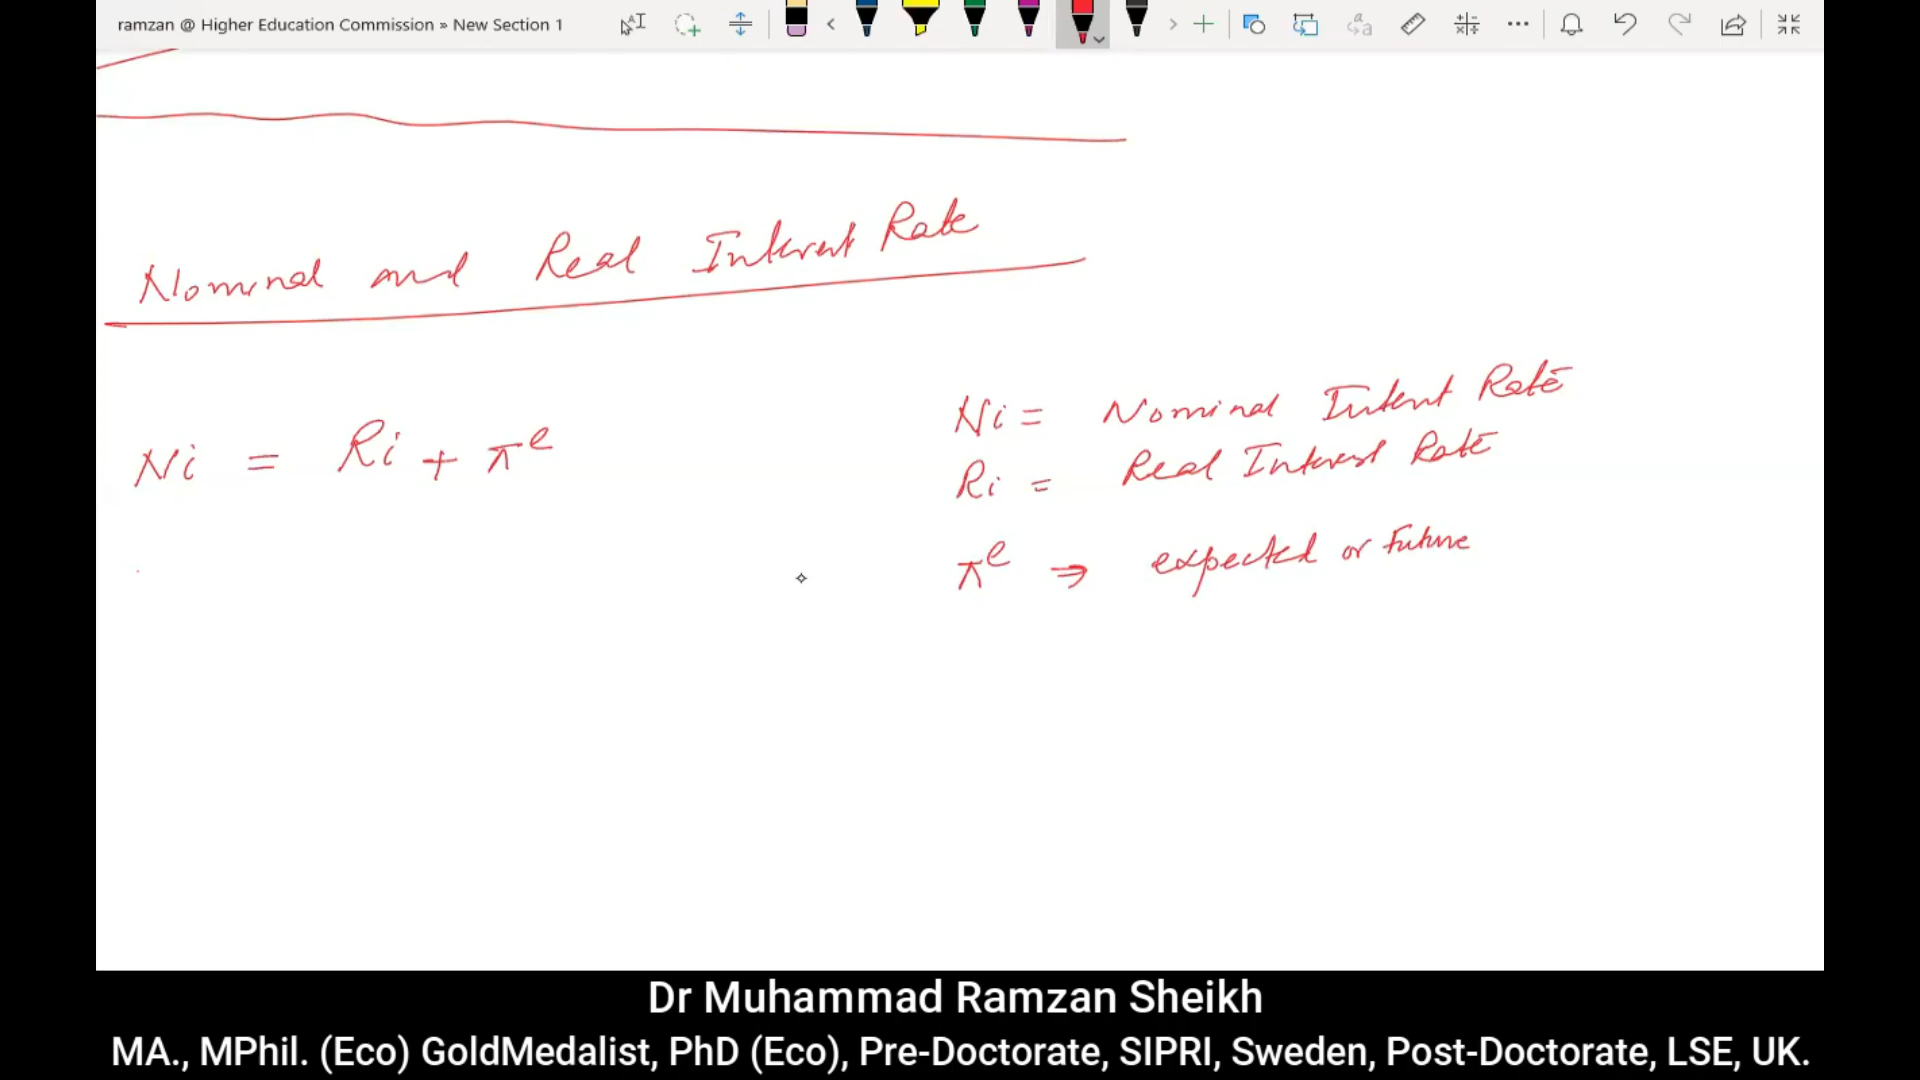 ramzan @ Higher Education Commission » New Section 1
Nominal and Real Interest Rate
Ni = Ri + πᵉ
Ni = Nominal Interest Rate
Ri = Real Interest Rate
πᵉ ⇒ expected or future
Dr Muhammad Ramzan Sheikh
MA., MPhil. (Eco) GoldMedalist, PhD (Eco), Pre-Doctorate, SIPRI, Sweden, Post-Doctorate, LSE, UK.